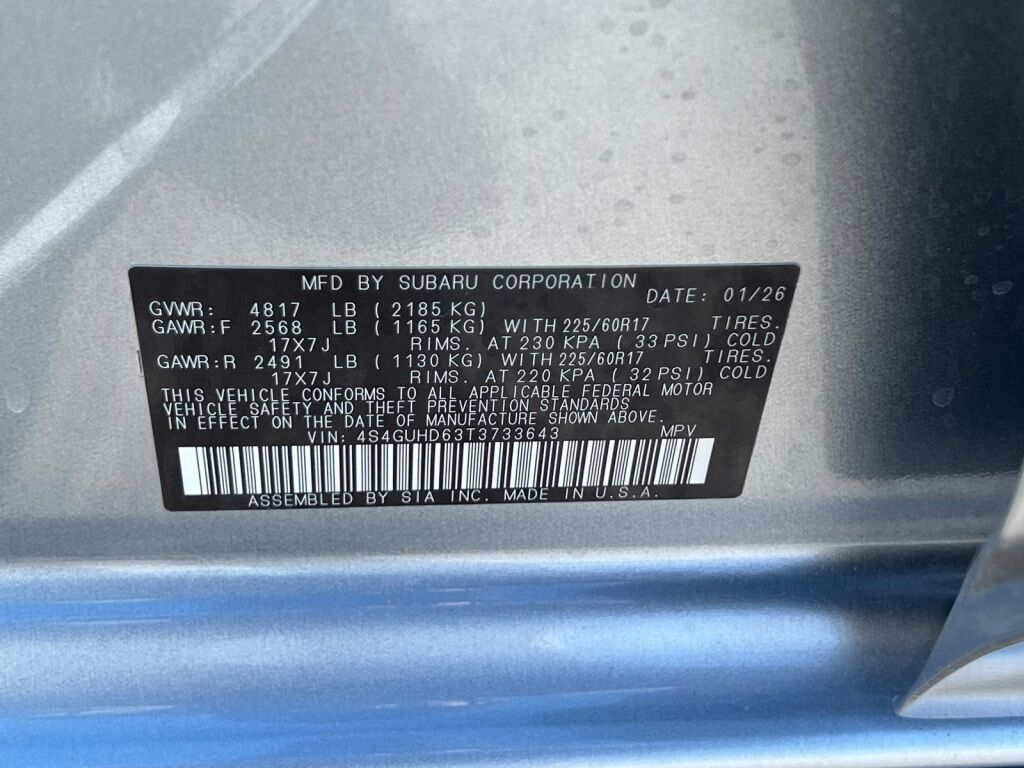 MFD BY SUBARU CORPORATION DATE: 01/26
GVWR: 4817 LB ( 2185 KG)
GAWR:F 2568 LB ( 1165 KG) WITH 225/60R17 TIRES.
17X7J RIMS. AT 230 KPA ( 33 PSI) COLD
GAWR:R 2491 LB ( 1130 KG) WITH 225/60R17 TIRES.
17X7J RIMS. AT 220 KPA ( 32 PSI) COLD
THIS VEHICLE CONFORMS TO ALL APPLICABLE FEDERAL MOTOR
VEHICLE SAFETY AND THEFT PREVENTION STANDARDS
IN EFFECT ON THE DATE OF MANUFACTURE SHOWN ABOVE.
VIN: 4S4GUHD63T3733643 MPV
ASSEMBLED BY SIA INC. MADE IN U.S.A.